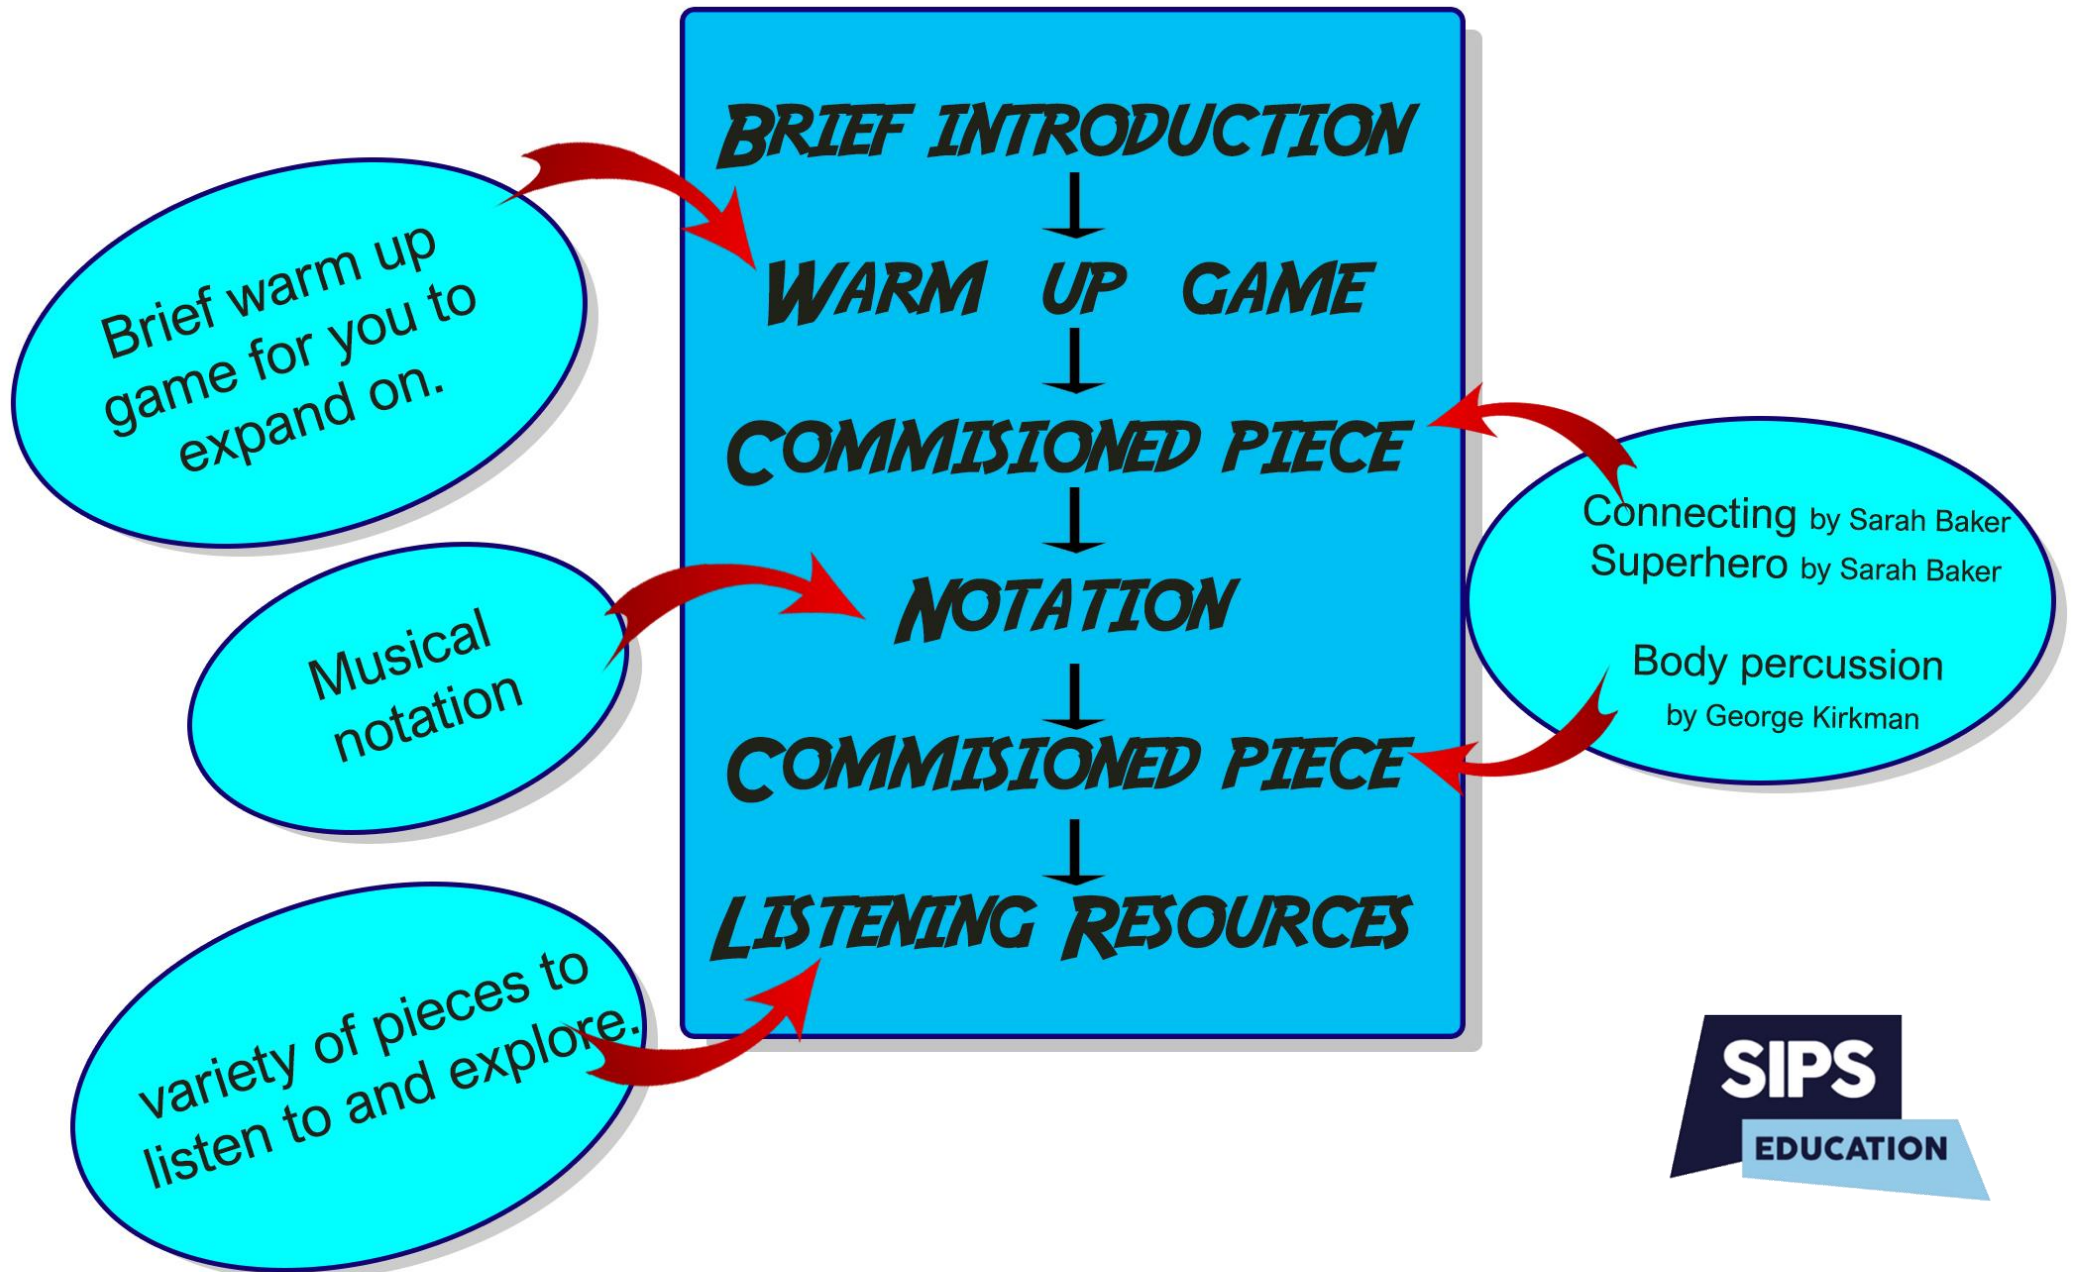 BRIEF INTRODUCTION
WARM UP GAME
COMMISIONED PIECE
NOTATION
COMMISIONED PIECE
LISTENING RESOURCES
Brief warm up
game for you to
expand on.
Musical
notation
variety of pieces to
listen to and explore.
Connecting by Sarah Baker
Superhero by Sarah Baker
Body percussion
by George Kirkman
SIPS
EDUCATION